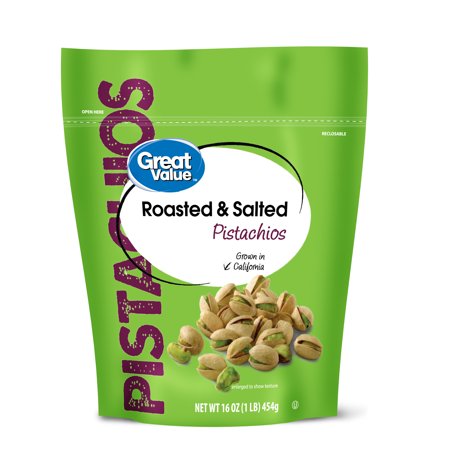 OPEN HERE
RECLOSABLE
PISTACHIOS
Great
Value
Roasted & Salted
Pistachios
Grown in
California
enlarged to show texture
NET WT 16 OZ (1 LB) 454g
U